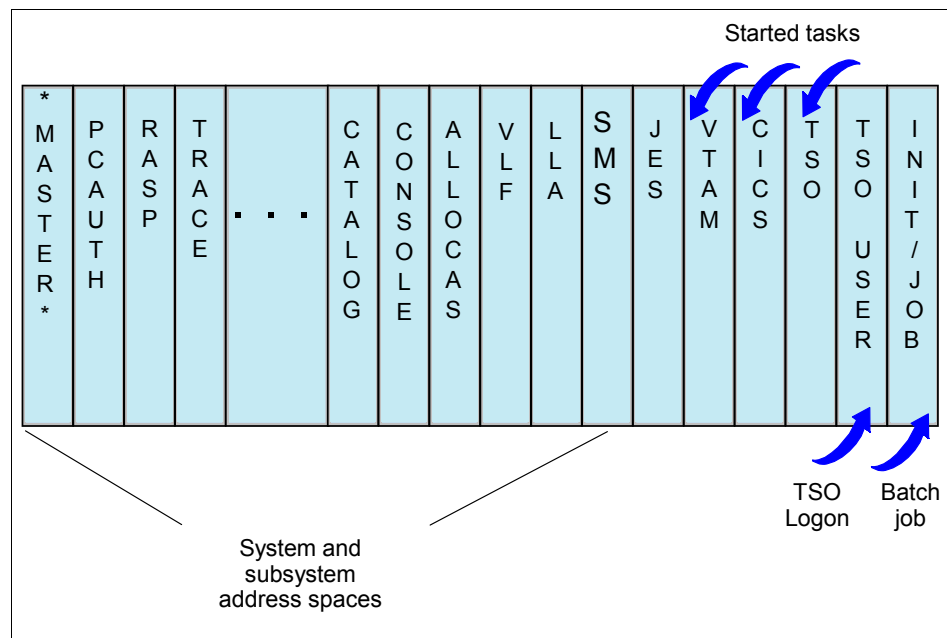 Started tasks
*MASTER*
PCAUTH
RASP
TRACE
. . .
CATALOG
CONSOLE
ALLOCAS
VLF
LLA
SMS
JES
VTAM
CICS
TSO
TSO USER
INIT/JOB
TSO
Logon
Batch
job
System and
subsystem
address spaces